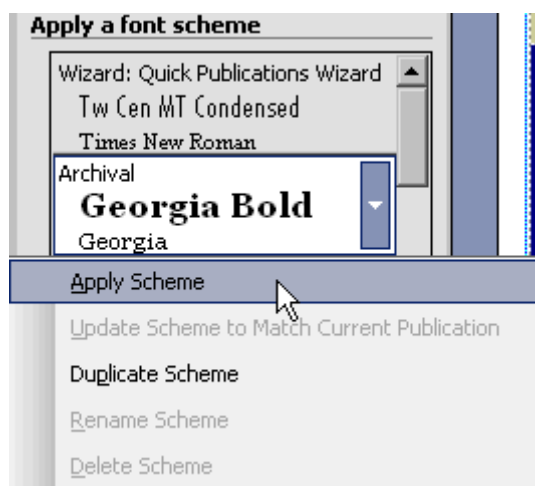 Apply a font scheme
Wizard: Quick Publications Wizard
Tw Cen MT Condensed
Times New Roman
Archival
Georgia Bold
Georgia
Apply Scheme
Update Scheme to Match Current Publication
Duplicate Scheme
Rename Scheme
Delete Scheme